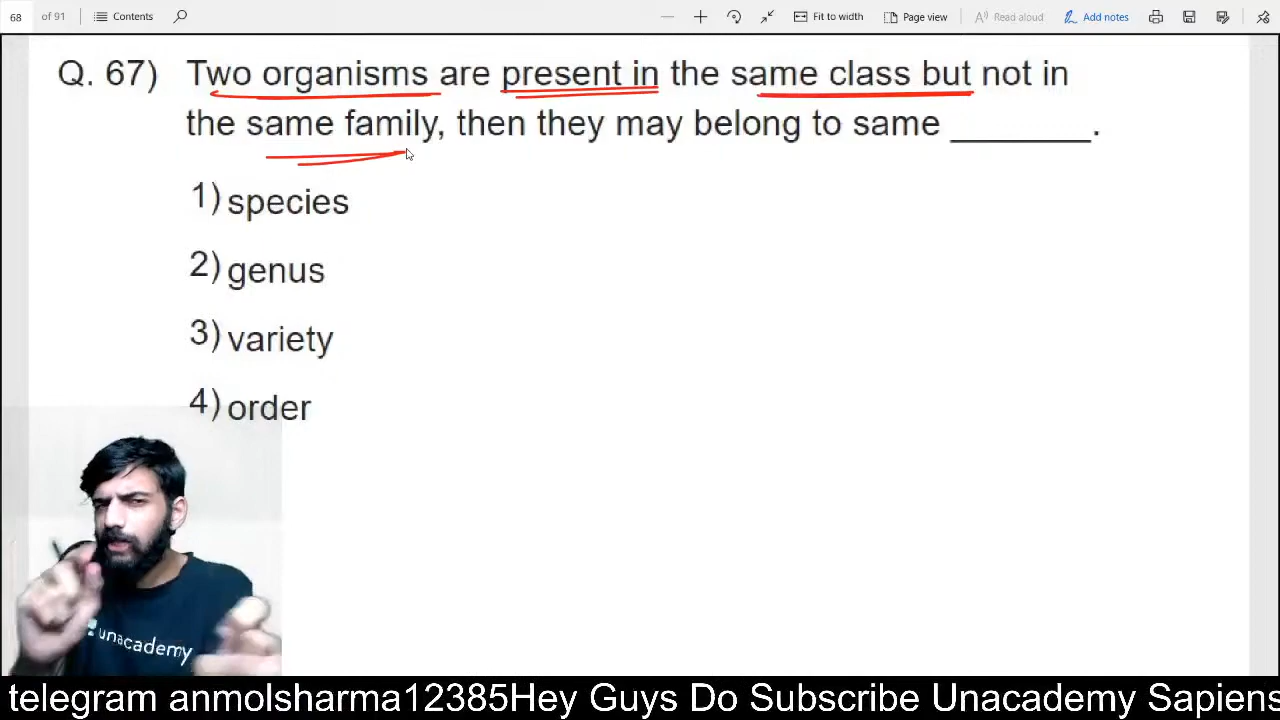 68 of 91 Contents Fit to width Page view Read aloud Add notes
Q. 67) Two organisms are present in the same class but not in
the same family, then they may belong to same ________.
1) species
2) genus
3) variety
4) order
unacademy
telegram anmolsharma12385Hey Guys Do Subscribe Unacademy Sapiens